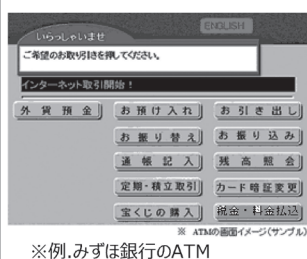 いらっしゃいませ
ENGLISH
ご希望のお取り引きを押してください。
インターネット取引開始！
外貨預金 お預け入れ お引き出し
お振り替え お振り込み
通帳記入 残高照会
定期・積立取引 カード暗証変更
宝くじの購入 税金・料金払込
※ ATMの画面イメージ(サンプル)
※例.みずほ銀行のATM